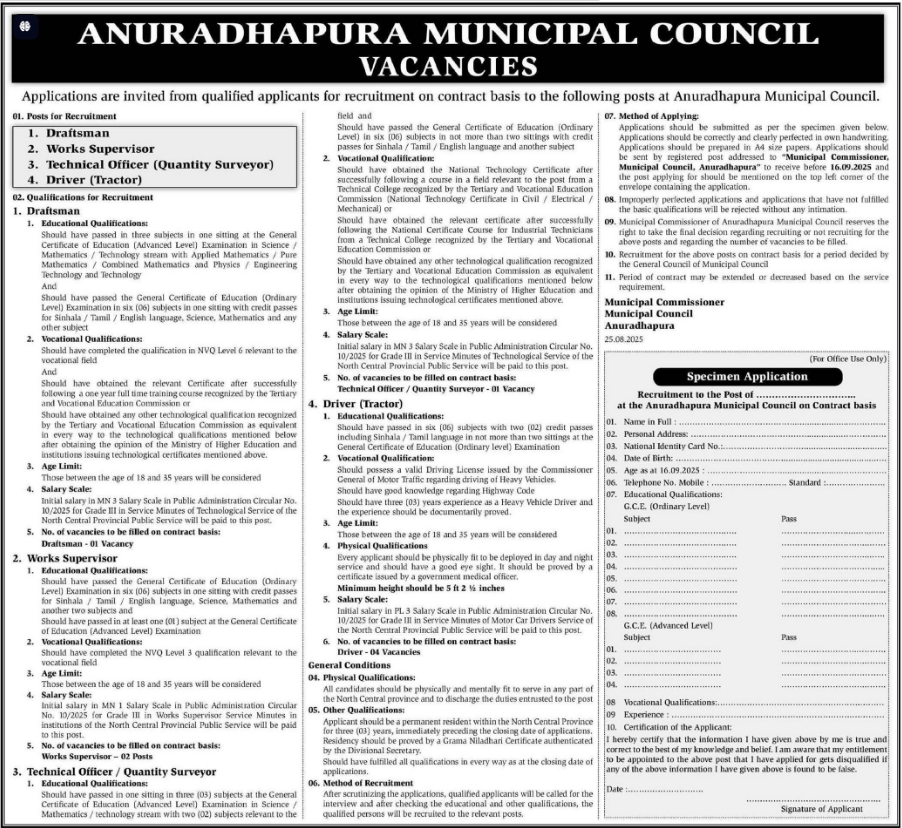 ANURADHAPURA MUNICIPAL COUNCIL
VACANCIES
Applications are invited from qualified applicants for recruitment on contract basis to the following posts at Anuradhapura Municipal Council.
01. Posts for Recruitment
1. Draftsman
2. Works Supervisor
3. Technical Officer (Quantity Surveyor)
4. Driver (Tractor)
02. Qualifications for Recruitment
1. Draftsman
1. Educational Qualifications:
Should have passed in three subjects in one sitting at the General
Certificate of Education (Advanced Level) Examination in Science /
Mathematics / Technology stream with Applied Mathematics / Pure
Mathematics / Combined Mathematics and Physics / Engineering
Technology and Technology
And
Should have passed the General Certificate of Education (Ordinary
Level) Examination in six (06) subjects in one sitting with credit passes
for Sinhala / Tamil / English language, Science, Mathematics and any
other subject
2. Vocational Qualifications:
Should have completed the qualification in NVQ Level 6 relevant to the
vocational field
And
Should have obtained the relevant Certificate after successfully
following a one year full time training course recognized by the Tertiary
and Vocational Education Commission or
Should have obtained any other technological qualification recognized
by the Tertiary and Vocational Education Commission as equivalent
in every way to the technological qualifications mentioned below
after obtaining the opinion of the Ministry of Higher Education and
institutions issuing technological certificates mentioned above.
3. Age Limit:
Those between the age of 18 and 35 years will be considered
4. Salary Scale:
Initial salary in MN 3 Salary Scale in Public Administration Circular No.
10/2025 for Grade III in Service Minutes of Technological Service of the
North Central Provincial Public Service will be paid to this post.
5. No. of vacancies to be filled on contract basis:
Draftsman - 01 Vacancy
2. Works Supervisor
1. Educational Qualifications:
Should have passed the General Certificate of Education (Ordinary
Level) Examination in six (06) subjects in one sitting with credit passes
for Sinhala / Tamil / English language, Science, Mathematics and
another two subjects and
Should have passed in at least one (01) subject at the General Certificate
of Education (Advanced Level) Examination
2. Vocational Qualifications:
Should have completed the NVQ Level 3 qualification relevant to the
vocational field
3. Age Limit:
Those between the age of 18 and 35 years will be considered
4. Salary Scale:
Initial salary in MN 1 Salary Scale in Public Administration Circular
No. 10/2025 for Grade III in Works Supervisor Service Minutes in
institutions of the North Central Provincial Public Service will be paid
to this post.
5. No. of vacancies to be filled on contract basis:
Works Supervisor – 02 Posts
3. Technical Officer / Quantity Surveyor
1. Educational Qualifications:
Should have passed in one sitting in three (03) subjects at the General
Certificate of Education (Advanced Level) Examination in Science /
Mathematics / technology stream with two (02) subjects relevant to the
field and
Should have passed the General Certificate of Education (Ordinary
Level) in six (06) subjects in not more than two sittings with credit
passes for Sinhala / Tamil / English language and another subject
2. Vocational Qualification:
Should have obtained the National Technology Certificate after
successfully following a course in a field relevant to the post from a
Technical College recognized by the Tertiary and Vocational Education
Commission (National Technology Certificate in Civil / Electrical /
Mechanical) or
Should have obtained the relevant certificate after successfully
following the National Certificate Course for Industrial Technicians
from a Technical College recognized by the Tertiary and Vocational
Education Commission or
Should have obtained any other technological qualification recognized
by the Tertiary and Vocational Education Commission as equivalent
in every way to the technological qualifications mentioned below
after obtaining the opinion of the Ministry of Higher Education and
institutions issuing technical certificates mentioned above.
3. Age Limit:
Those between the age of 18 and 35 years will be considered
4. Salary Scale:
Initial salary in MN 3 Salary Scale in Public Administration Circular No.
10/2025 for Grade III in Service Minutes of Technological Service of the
North Central Provincial Public Service will be paid to this post.
5. No. of vacancies to be filled on contract basis:
Technical Officer / Quantity Surveyor - 01 Vacancy
4. Driver (Tractor)
1. Educational Qualifications:
Should have passed in six (06) subjects with two (02) credit passes
including Sinhala / Tamil language in not more than two sittings at the
General Certificate of Education (Ordinary level) Examination
2. Vocational Qualification:
Should possess a valid Driving License issued by the Commissioner
General of Motor Traffic regarding driving of Heavy Vehicles.
Should have good knowledge regarding Highway Code
Should have three (03) years experience as a Heavy Vehicle Driver and
the experience should be documentarily proved.
3. Age Limit:
Those between the age of 18 and 35 years will be considered
4. Physical Qualifications
Every applicant should be physically fit to be deployed in day and night
service and should have a good eye sight. It should be proved by a
certificate issued by a government medical officer.
Minimum height should be 5 ft 2 ½ inches
5. Salary Scale:
Initial salary in PL 3 Salary Scale in Public Administration Circular No.
10/2025 for Grade III in Service Minutes of Motor Car Drivers Service of
the North Central Provincial Public Service will be paid to this post.
6. No. of vacancies to be filled on contract basis:
Driver - 04 Vacancies
General Conditions
04. Physical Qualifications:
All candidates should be physically and mentally fit to serve in any part of
the North Central province and to discharge the duties entrusted to the post
05. Other Qualifications:
Applicant should be a permanent resident within the North Central Province
for three (03) years, immediately preceding the closing date of applications.
Residency should be proved by a Grama Niladhari Certificate authenticated
by the Divisional Secretary.
Should have fulfilled all qualifications in every way as at the closing date of
applications.
06. Method of Recruitment
After scrutinizing the applications, qualified applicants will be called for the
interview and after checking the educational and other qualifications, the
qualified persons will be recruited to the relevant posts.
07. Method of Applying:
Applications should be submitted as per the specimen given below.
Applications should be correctly and clearly perfected in own handwriting.
Applications should be prepared in A4 size papers. Applications should
be sent by registered post addressed to “Municipal Commissioner,
Municipal Council, Anuradhapura” to receive before 16.09.2025 and
the post applying for should be mentioned on the top left corner of the
envelope containing the application.
08. Improperly perfected applications and applications that have not fulfilled
the basic qualifications will be rejected without any intimation.
09. Municipal Commissioner of Anuradhapura Municipal Council reserves the
right to take the final decision regarding recruiting or not recruiting for the
above posts and regarding the number of vacancies to be filled.
10. Recruitment for the above posts on contract basis for a period decided by
the General Council of Municipal Council
11. Period of contract may be extended or decreased based on the service
requirement.
Municipal Commissioner
Municipal Council
Anuradhapura
25.08.2025
(For Office Use Only)
Specimen Application
Recruitment to the Post of ..............................
at the Anuradhapura Municipal Council on Contract basis
01. Name in Full : ..............................
02. Personal Address: ..............................
03. National Identity Card No.:..............................
04. Date of Birth: ..............................
05. Age as at 16.09.2025 : ..............................
06. Telephone No. Mobile : .................... Standard : ....................
07. Educational Qualifications:
G.C.E. (Ordinary Level)
Subject Pass
01. .............................. ..............................
02. .............................. ..............................
03. .............................. ..............................
04. .............................. ..............................
05. .............................. ..............................
06. .............................. ..............................
07. .............................. ..............................
08. .............................. ..............................
G.C.E. (Advanced Level)
Subject Pass
01. .............................. ..............................
02. .............................. ..............................
03. .............................. ..............................
04. .............................. ..............................
08 Vocational Qualifications:..............................
09 Experience : ..............................
10. Certification of the Applicant:
I hereby certify that the information I have given above by me is true and
correct to the best of my knowledge and belief. I am aware that my entitlement
to be appointed to the above post that I have applied for gets disqualified if
any of the above information I have given above is found to be false.
Date :..............................
..............................
Signature of Applicant